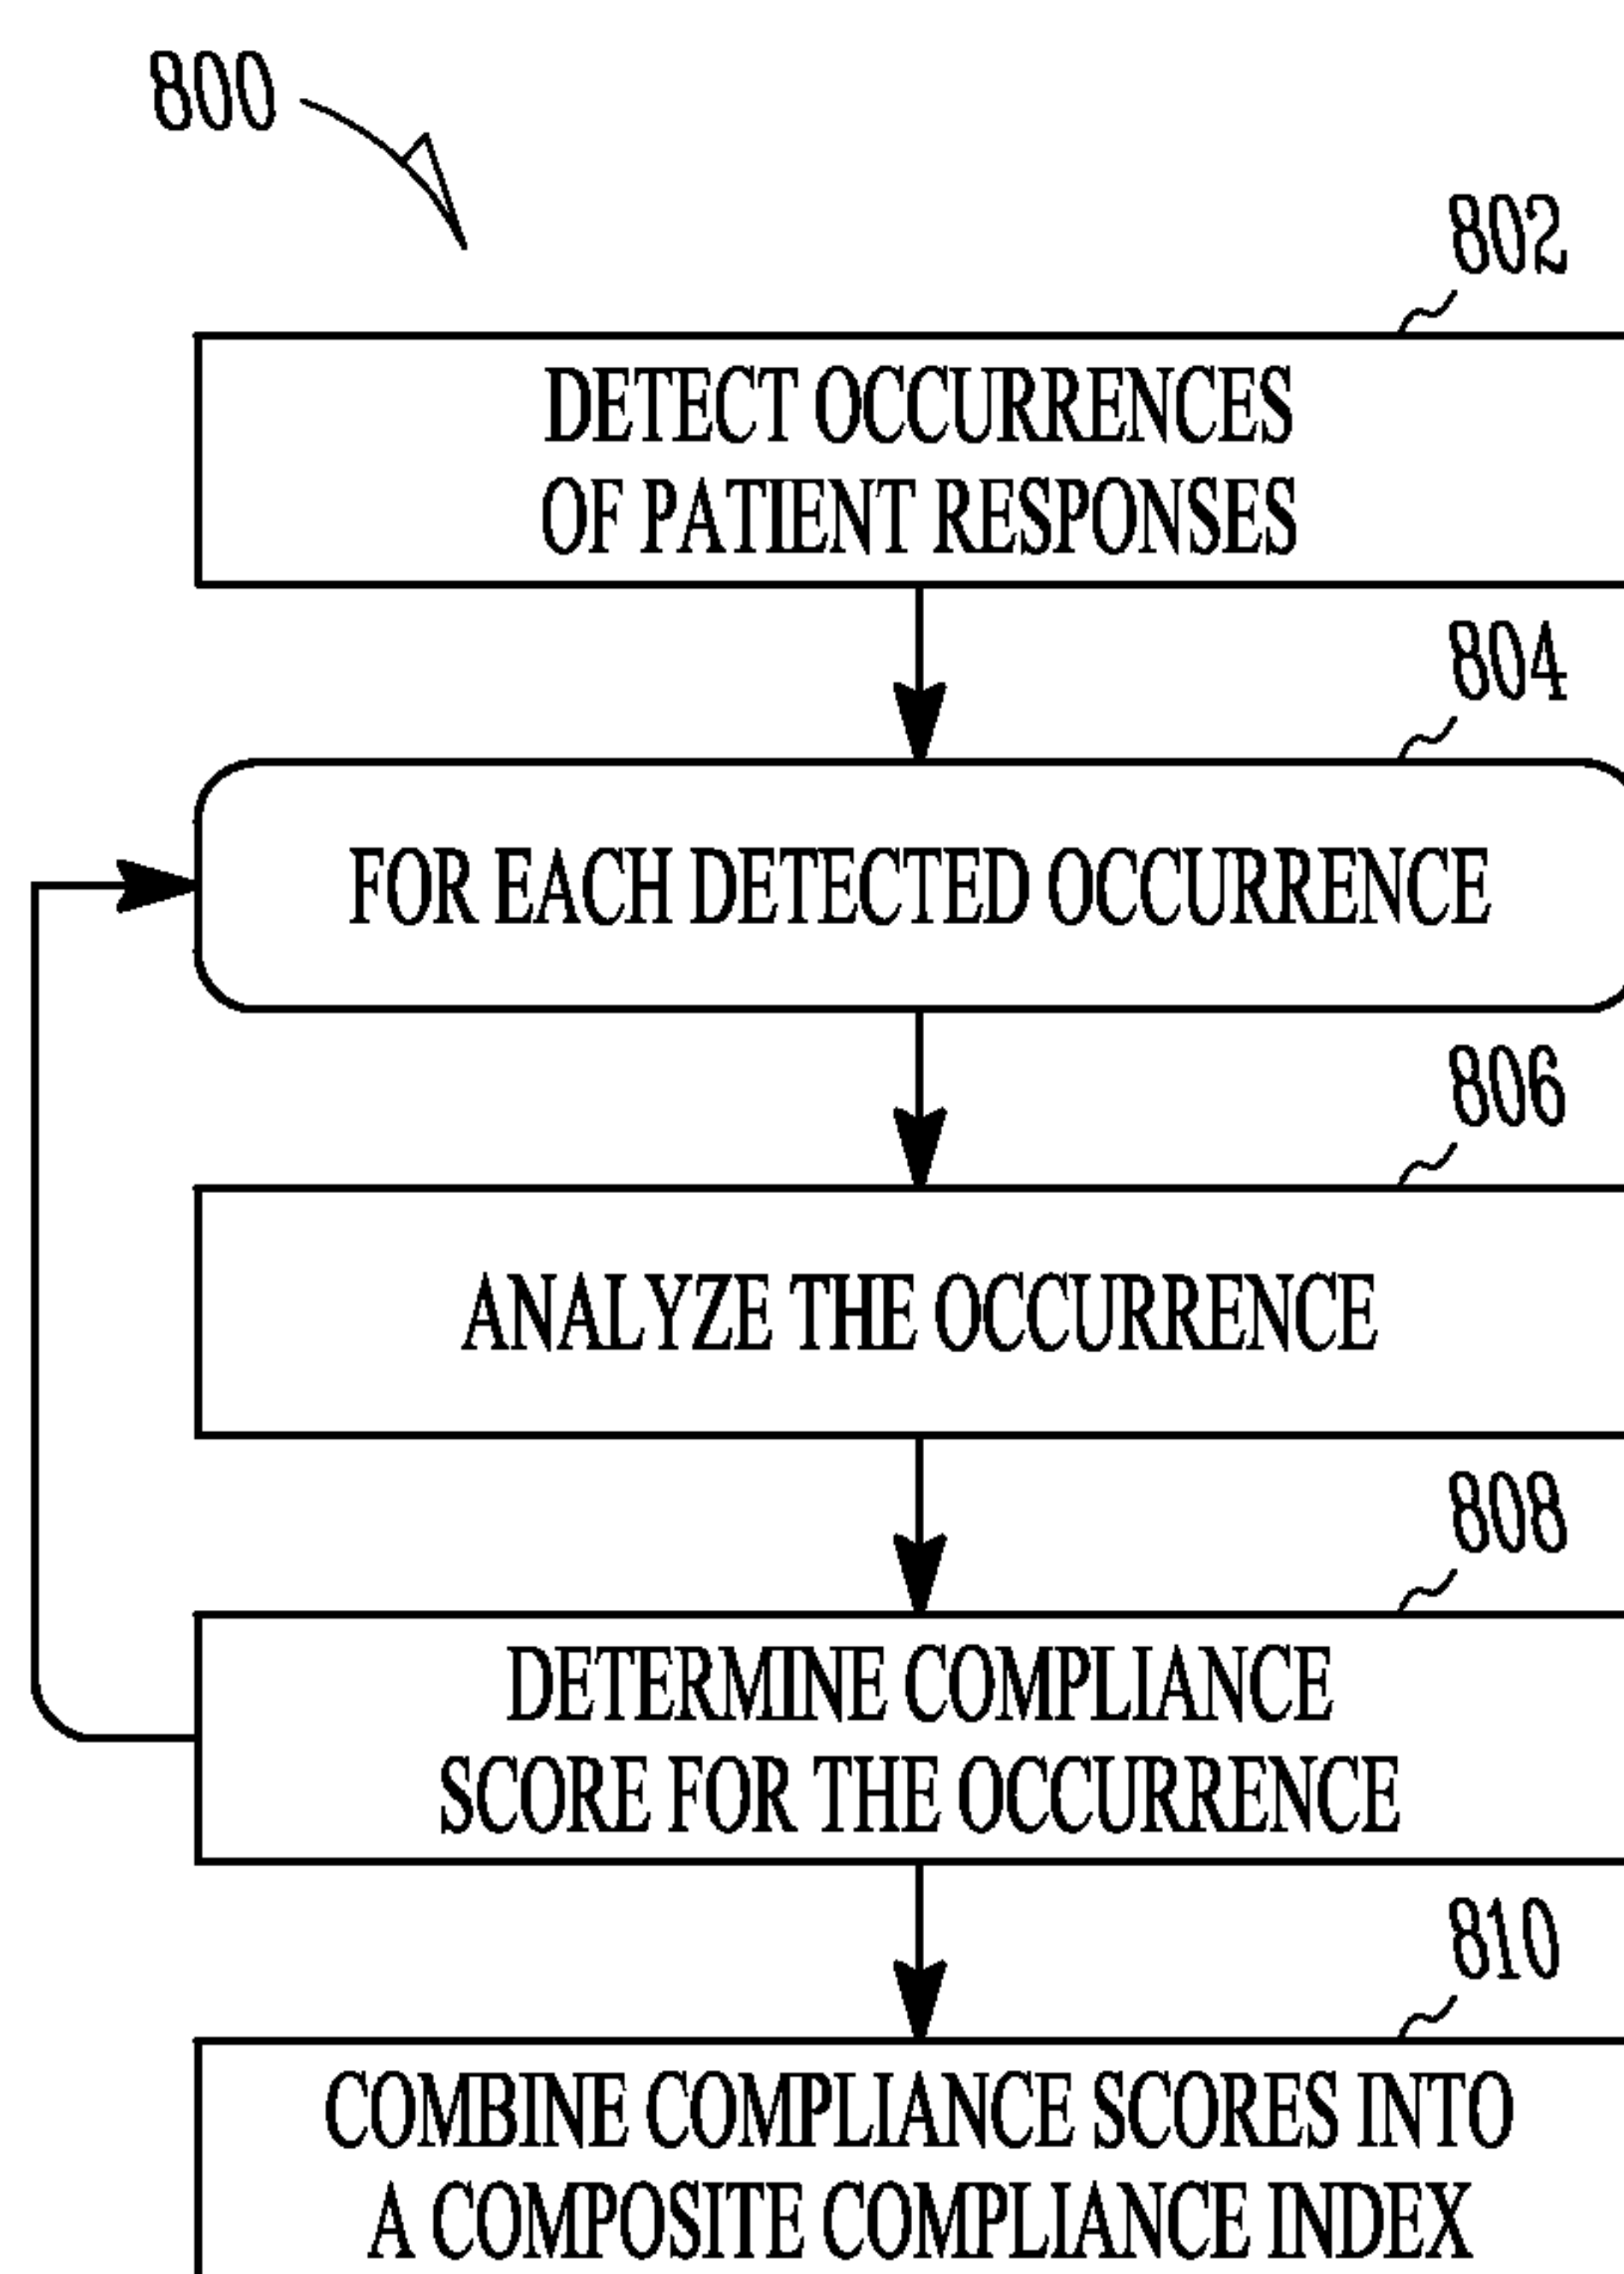 800
802
DETECT OCCURRENCES
OF PATIENT RESPONSES
804
FOR EACH DETECTED OCCURRENCE
806
ANALYZE THE OCCURRENCE
808
DETERMINE COMPLIANCE
SCORE FOR THE OCCURRENCE
810
COMBINE COMPLIANCE SCORES INTO
A COMPOSITE COMPLIANCE INDEX